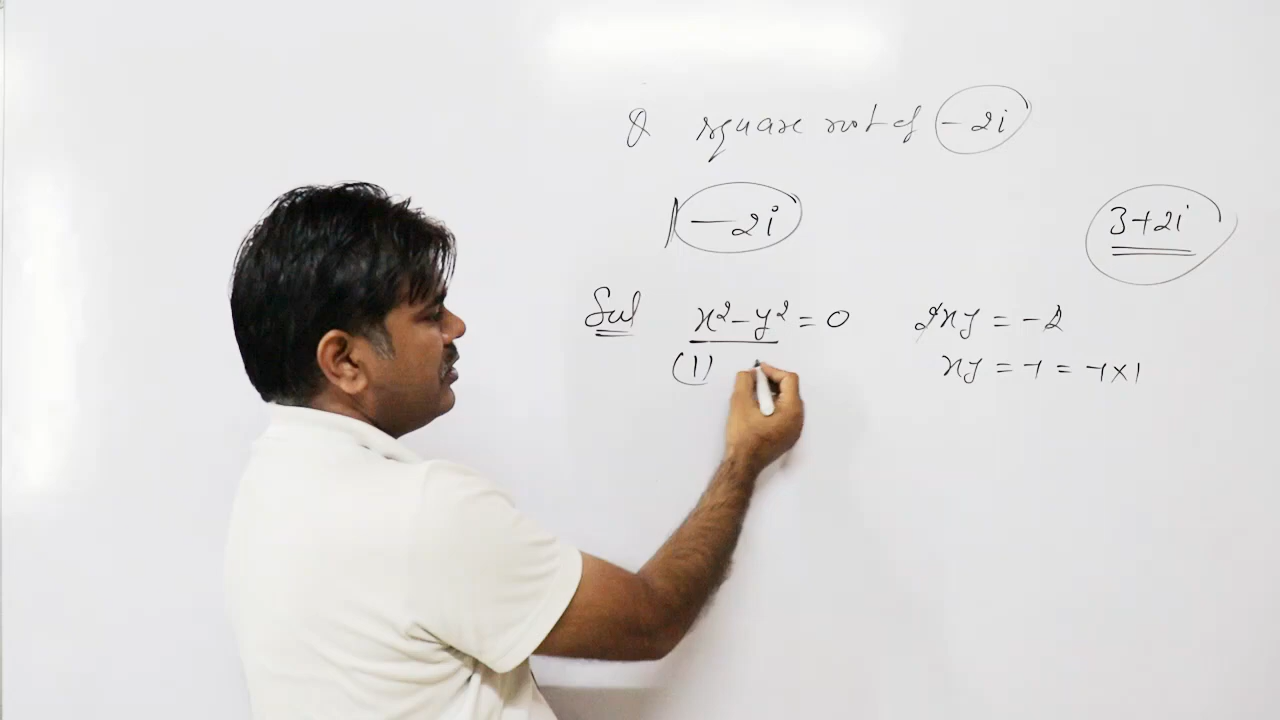 Q square root of -2i
√-2i
3+2i
Sol x²-y²=0 2xy = -2
(1) xy = -1 = -1×1